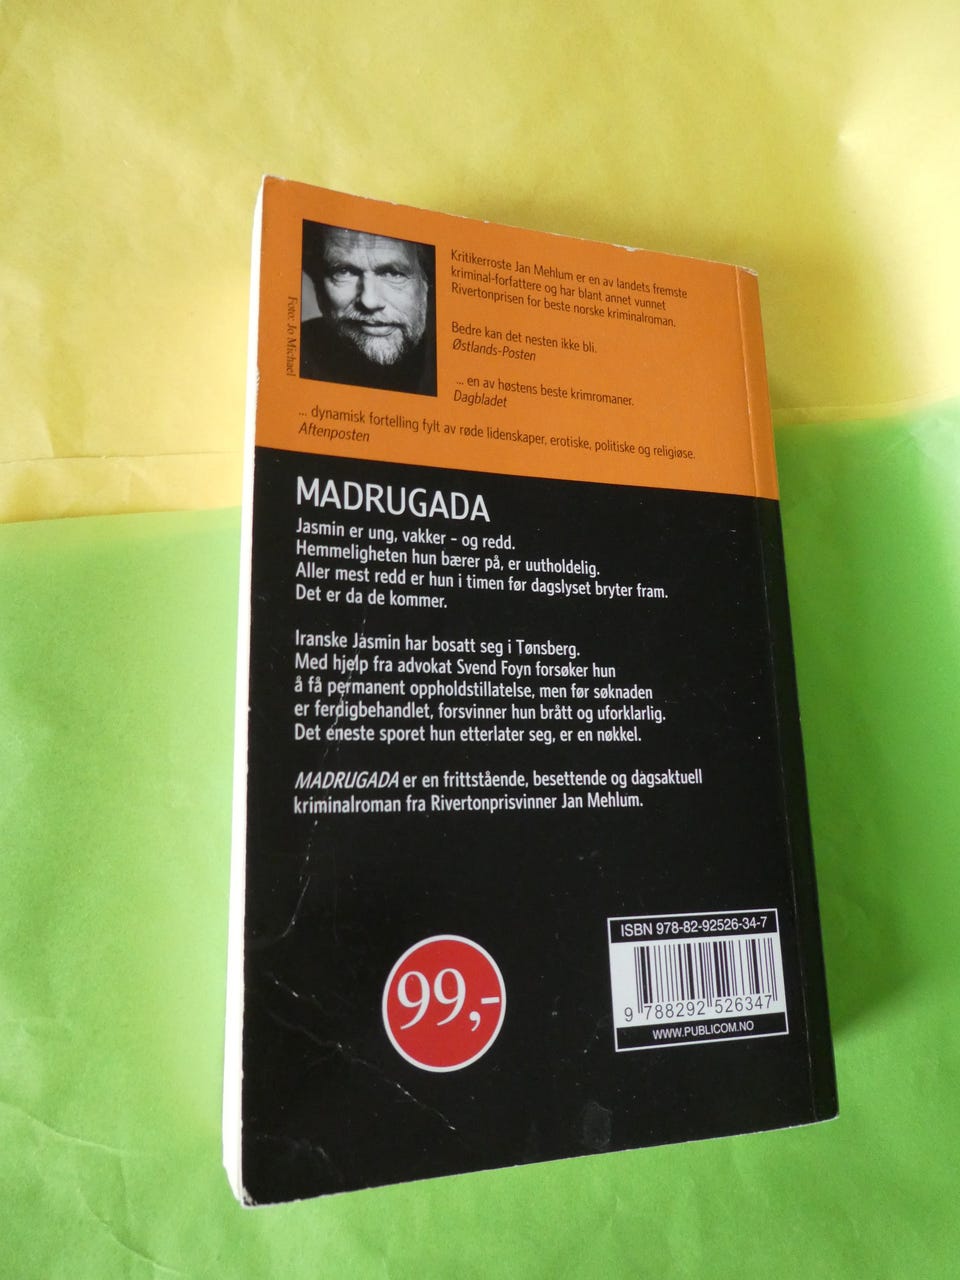 Kritikerroste Jan Mehlum er en av landets fremste
kriminal-forfattere og har blant annet vunnet
Rivertonprisen for beste norske kriminalroman.
Bedre kan det nesten ikke bli.
Østlands-Posten
... en av høstens beste krimromaner.
Dagbladet
Foto: Jo Michael
... dynamisk fortelling fylt av røde lidenskaper, erotiske, politiske og religiøse.
Aftenposten
MADRUGADA
Jasmin er ung, vakker – og redd.
Hemmeligheten hun bærer på, er uutholdelig.
Aller mest redd er hun i timen før dagslyset bryter fram.
Det er da de kommer.
Iranske Jasmin har bosatt seg i Tønsberg.
Med hjelp fra advokat Svend Foyn forsøker hun
å få permanent oppholdstillatelse, men før søknaden
er ferdigbehandlet, forsvinner hun brått og uforklarlig.
Det eneste sporet hun etterlater seg, er en nøkkel.
MADRUGADA er en frittstående, besettende og dagsaktuell
kriminalroman fra Rivertonprisvinner Jan Mehlum.
99,-
ISBN 978-82-92526-34-7
9 788292 526347
WWW.PUBLICOM.NO